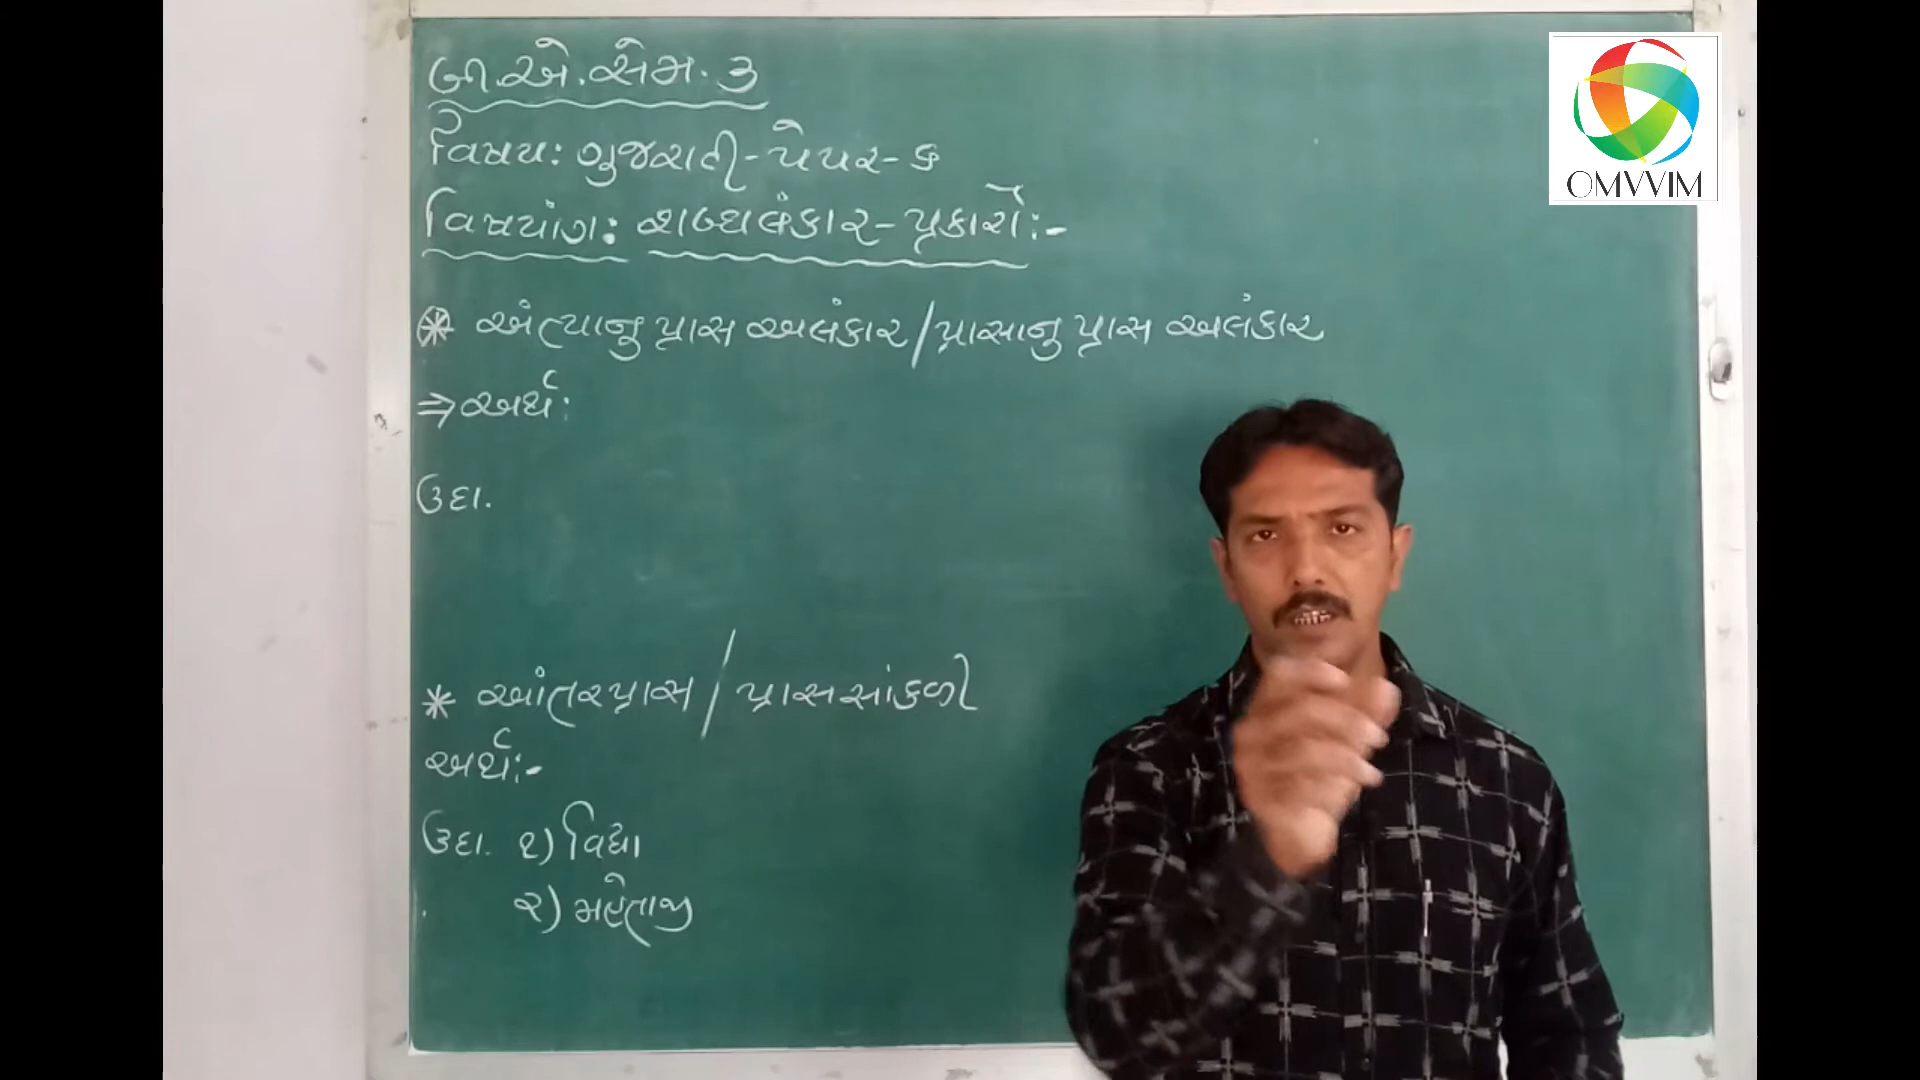 બી.એ.સેમ. ૩
વિષય: ગુજરાતી-પેપર-૬
વિષયાંગ: શબ્દાલંકાર-પ્રકારો:-
* અંત્યાનુપ્રાસ અલંકાર/પ્રાસાનુપ્રાસ અલંકાર
⇒ અર્થ:
ઉદા.
* આંતરપ્રાસ / પ્રાસસાંકળી
અર્થ:-
ઉદા. ૧) વિદ્યા
૨) મહેતાજી
OMVVIM